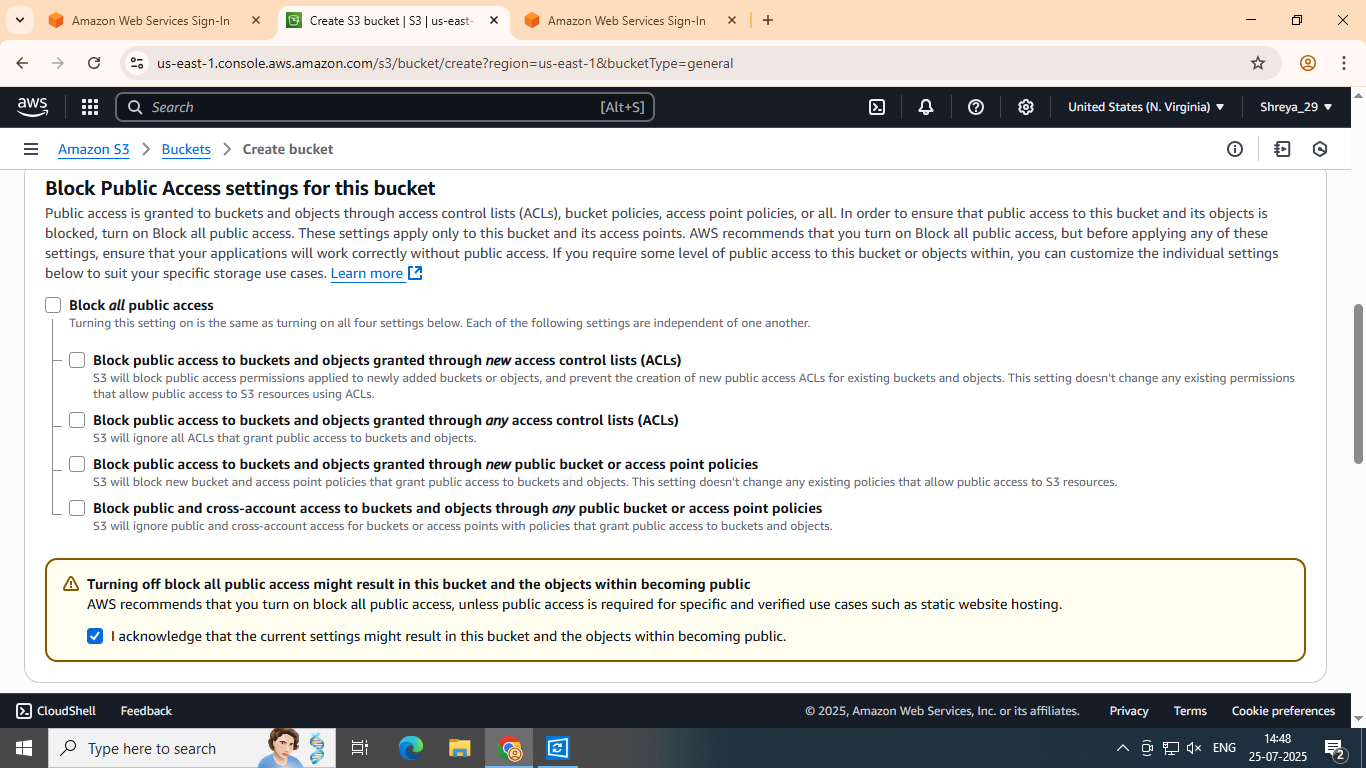 Amazon Web Services Sign-In
Create S3 bucket | S3 | us-east-
Amazon Web Services Sign-In
us-east-1.console.aws.amazon.com/s3/bucket/create?region=us-east-1&bucketType=general
aws
Search
[Alt+S]
United States (N. Virginia)
Shreya_29
Amazon S3
Buckets
Create bucket
Block Public Access settings for this bucket
Public access is granted to buckets and objects through access control lists (ACLs), bucket policies, access point policies, or all. In order to ensure that public access to this bucket and its objects is
blocked, turn on Block all public access. These settings apply only to this bucket and its access points. AWS recommends that you turn on Block all public access, but before applying any of these
settings, ensure that your applications will work correctly without public access. If you require some level of public access to this bucket or objects within, you can customize the individual settings
below to suit your specific storage use cases. Learn more
Block all public access
Turning this setting on is the same as turning on all four settings below. Each of the following settings are independent of one another.
Block public access to buckets and objects granted through new access control lists (ACLs)
S3 will block public access permissions applied to newly added buckets or objects, and prevent the creation of new public access ACLs for existing buckets and objects. This setting doesn't change any existing permissions
that allow public access to S3 resources using ACLs.
Block public access to buckets and objects granted through any access control lists (ACLs)
S3 will ignore all ACLs that grant public access to buckets and objects.
Block public access to buckets and objects granted through new public bucket or access point policies
S3 will block new bucket and access point policies that grant public access to buckets and objects. This setting doesn't change any existing policies that allow public access to S3 resources.
Block public and cross-account access to buckets and objects through any public bucket or access point policies
S3 will ignore public and cross-account access for buckets or access points with policies that grant public access to buckets and objects.
Turning off block all public access might result in this bucket and the objects within becoming public
AWS recommends that you turn on block all public access, unless public access is required for specific and verified use cases such as static website hosting.
I acknowledge that the current settings might result in this bucket and the objects within becoming public.
CloudShell
Feedback
© 2025, Amazon Web Services, Inc. or its affiliates.
Privacy
Terms
Cookie preferences
Type here to search
ENG
14:48
25-07-2025
2